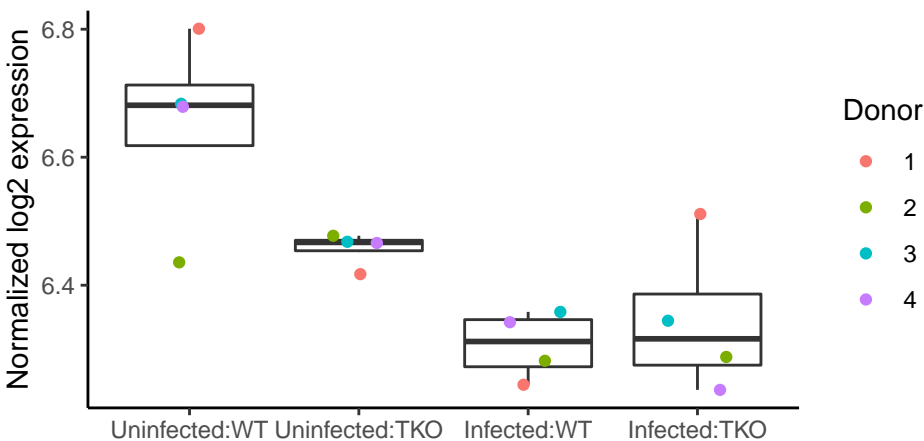 Normalized log2 expression
6.8
6.6
6.4
Uninfected:WT
Uninfected:TKO
Infected:WT
Infected:TKO
Donor
1
2
3
4